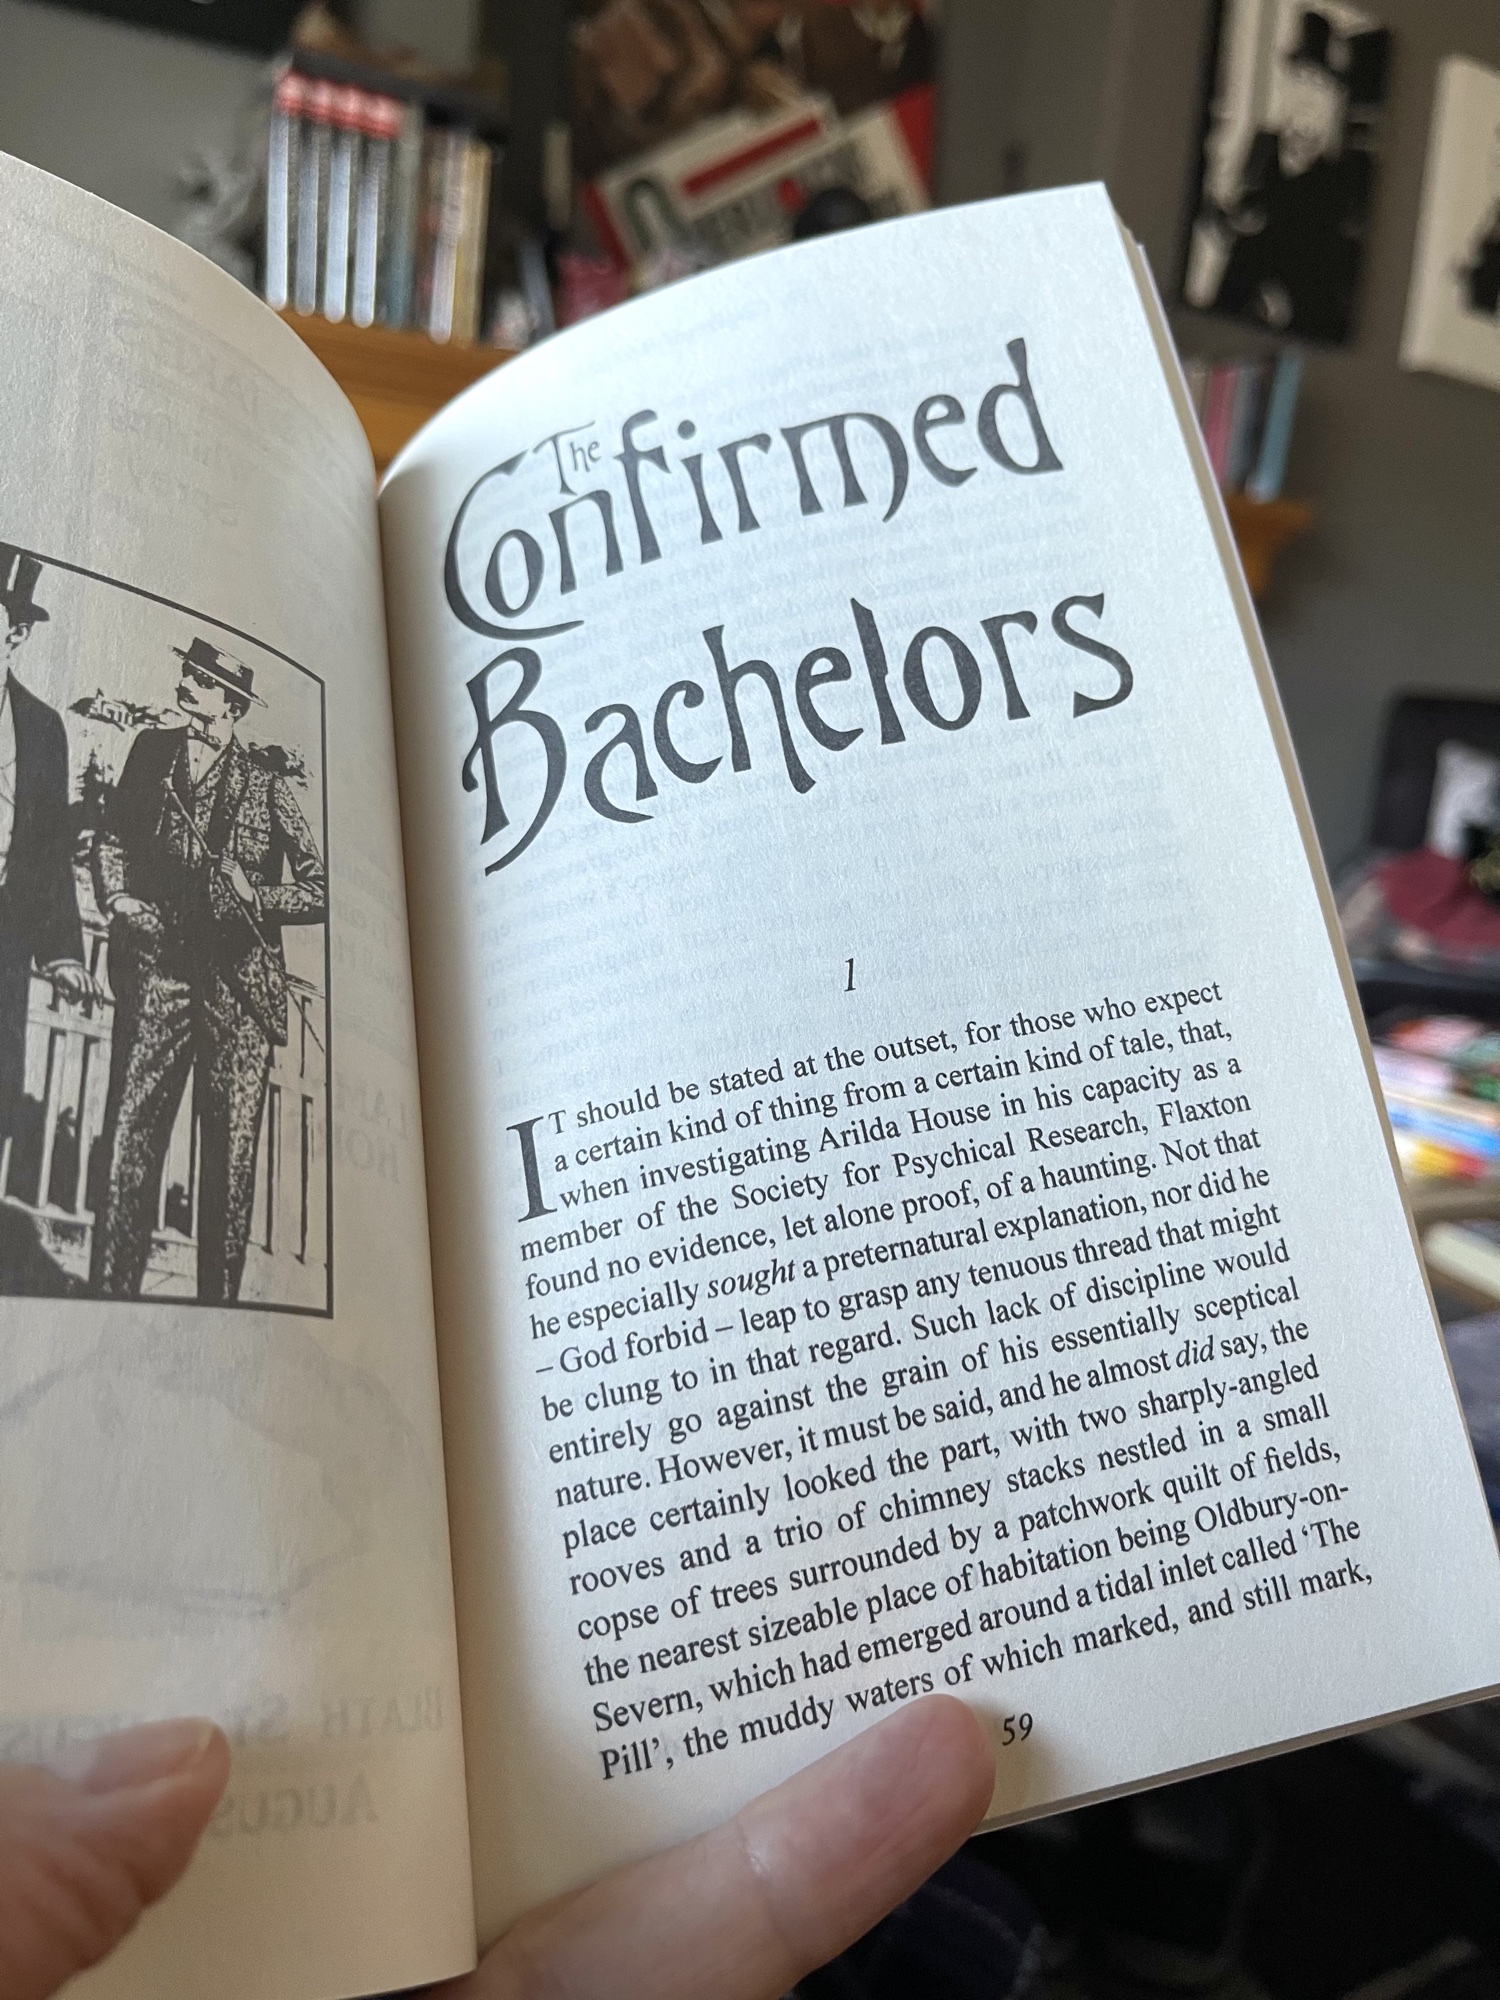 The
Confirmed
Bachelors
1
IT should be stated at the outset, for those who expect
a certain kind of thing from a certain kind of tale, that,
when investigating Arilda House in his capacity as a
member of the Society for Psychical Research, Flaxton
found no evidence, let alone proof, of a haunting. Not that
he especially sought a preternatural explanation, nor did he
– God forbid – leap to grasp any tenuous thread that might
be clung to in that regard. Such lack of discipline would
entirely go against the grain of his essentially sceptical
nature. However, it must be said, and he almost did say, the
place certainly looked the part, with two sharply-angled
rooves and a trio of chimney stacks nestled in a small
copse of trees surrounded by a patchwork quilt of fields,
the nearest sizeable place of habitation being Oldbury-on-
Severn, which had emerged around a tidal inlet called ‘The
Pill’, the muddy waters of which marked, and still mark,
59